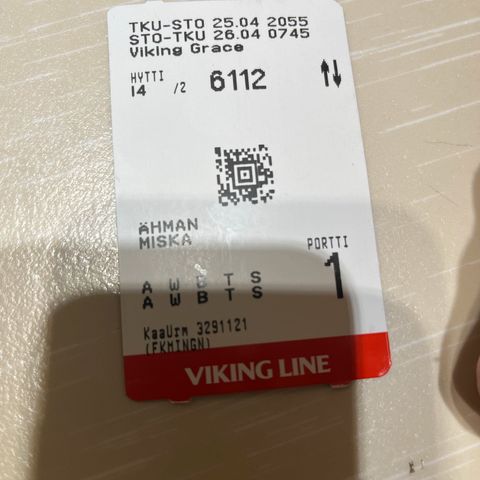 TKU-STO 25.04 2055
STO-TKU 26.04 0745
Viking Grace
HYTTI
I4 /2 6112
ÄHMAN
MISKA
PORTTI
1
A W B T S
A W B T S
KaaUrm 3291121
(FKMINGN)
VIKING LINE